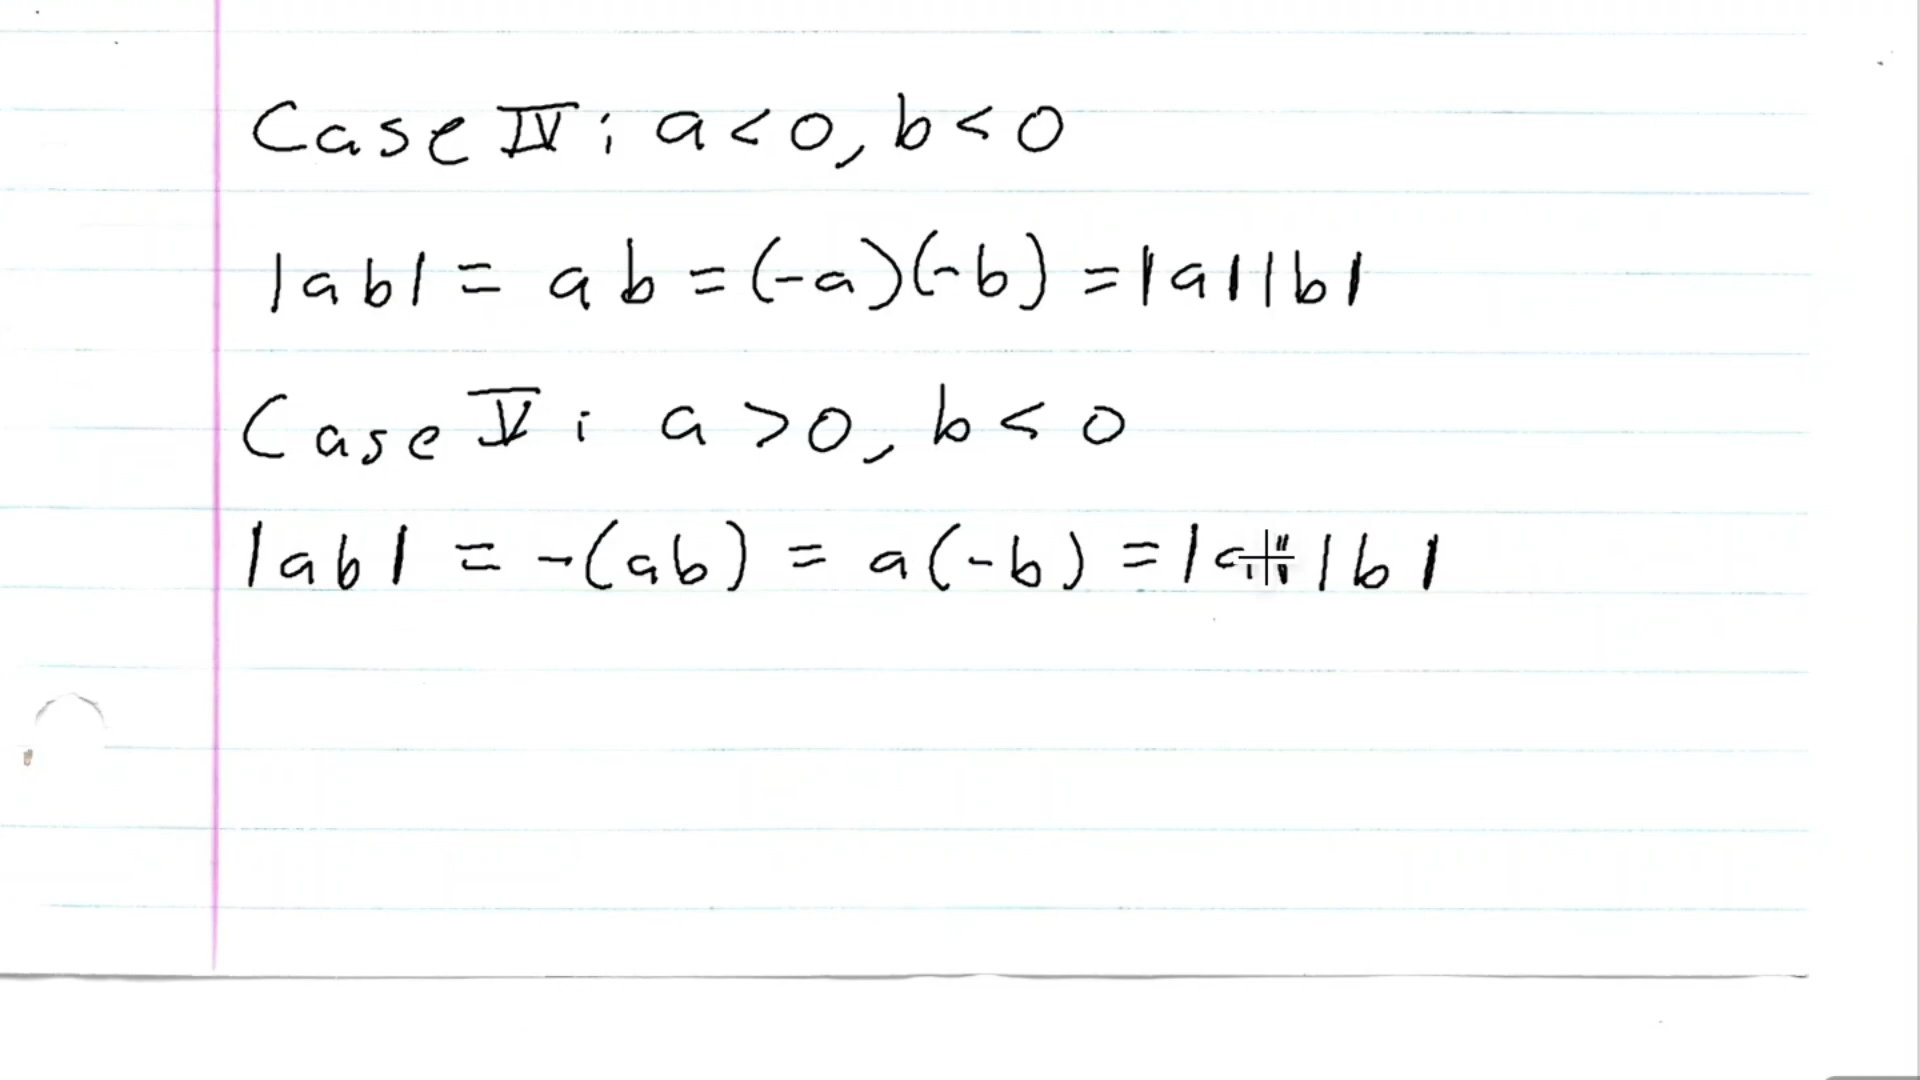 Case IV: a<0, b<0
|ab| = ab = (-a)(-b) = |a||b|
Case V: a>0, b<0
|ab| = -(ab) = a(-b) = |a||b|